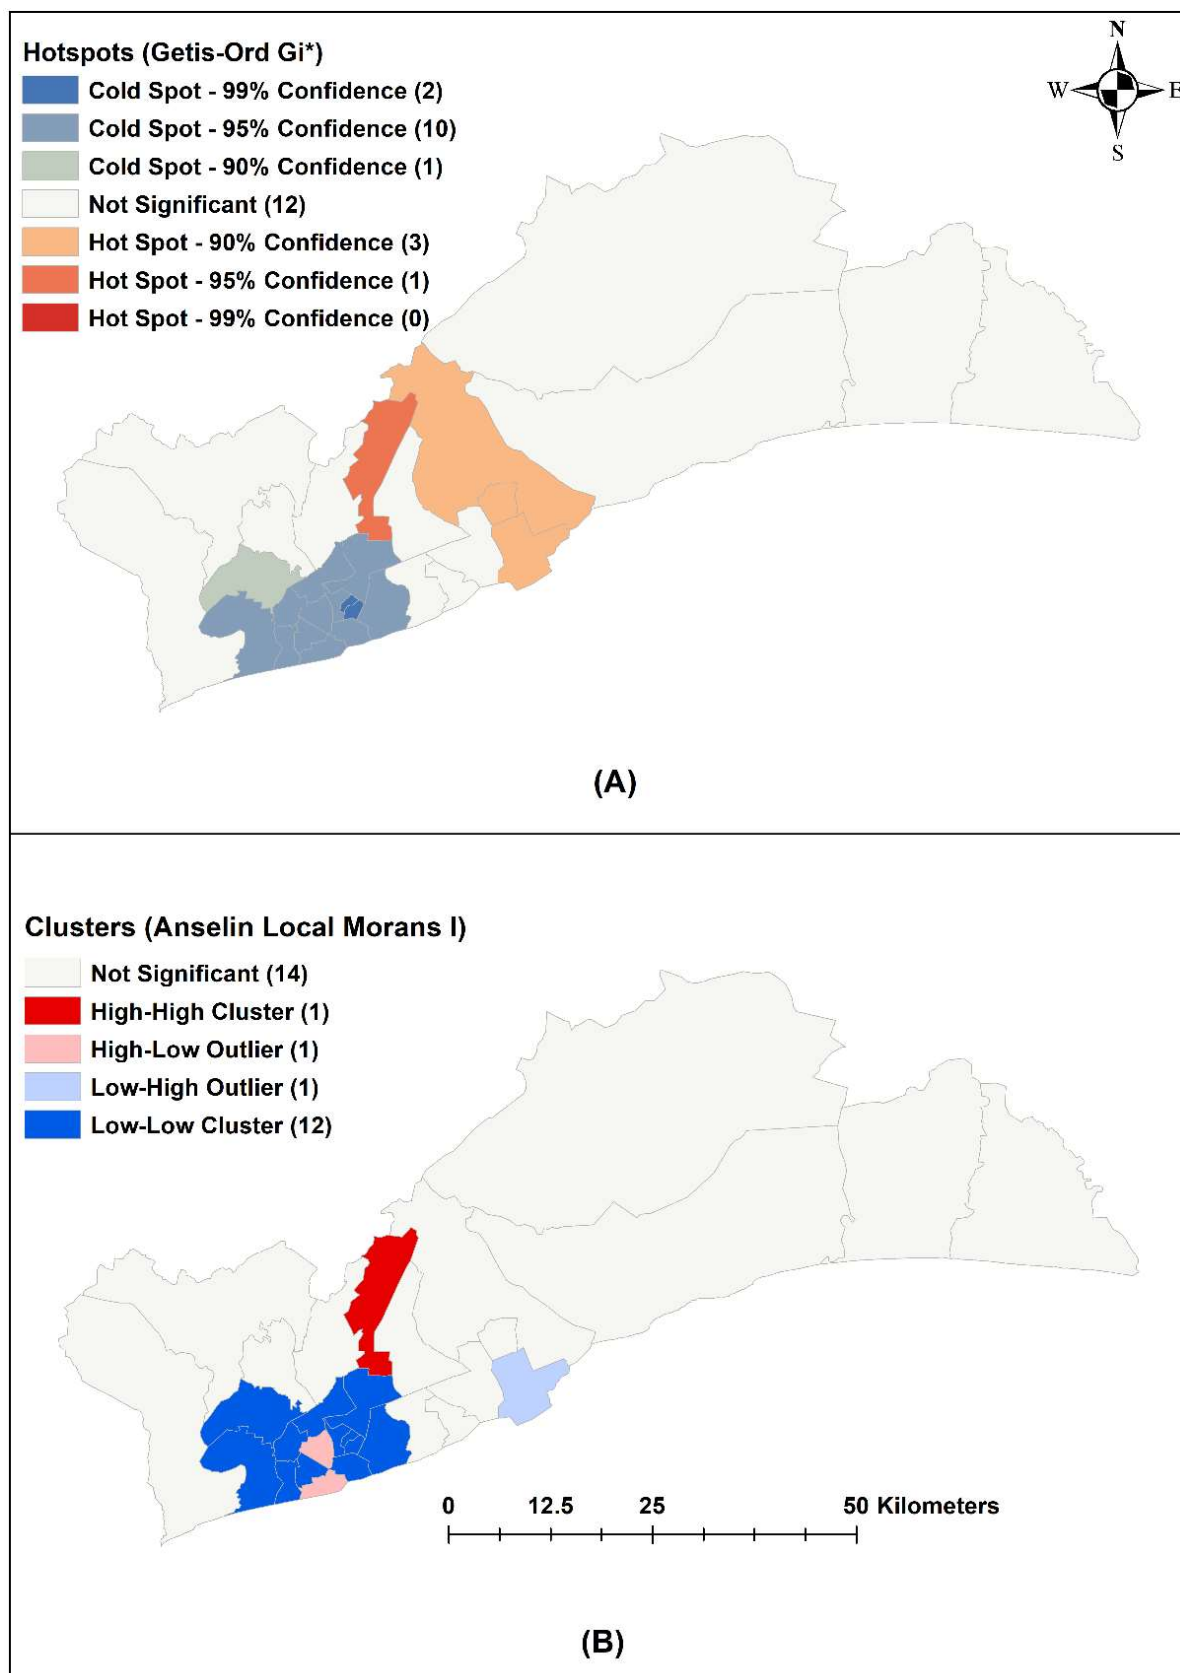 Hotspots (Getis-Ord Gi*)
Cold Spot - 99% Confidence (2)
Cold Spot - 95% Confidence (10)
Cold Spot - 90% Confidence (1)
Not Significant (12)
Hot Spot - 90% Confidence (3)
Hot Spot - 95% Confidence (1)
Hot Spot - 99% Confidence (0)
N
W E
S
(A)
Clusters (Anselin Local Morans I)
Not Significant (14)
High-High Cluster (1)
High-Low Outlier (1)
Low-High Outlier (1)
Low-Low Cluster (12)
0 12.5 25 50 Kilometers
(B)